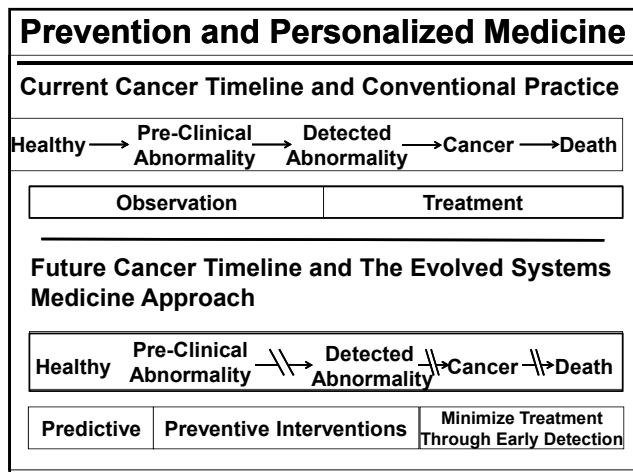 Prevention and Personalized Medicine
Current Cancer Timeline and Conventional Practice
Healthy Pre-Clinical Abnormality Detected Abnormality Cancer Death
Observation Treatment
Future Cancer Timeline and The Evolved Systems
Medicine Approach
Healthy Pre-Clinical Abnormality Detected Abnormality Cancer Death
Predictive Preventive Interventions Minimize Treatment Through Early Detection